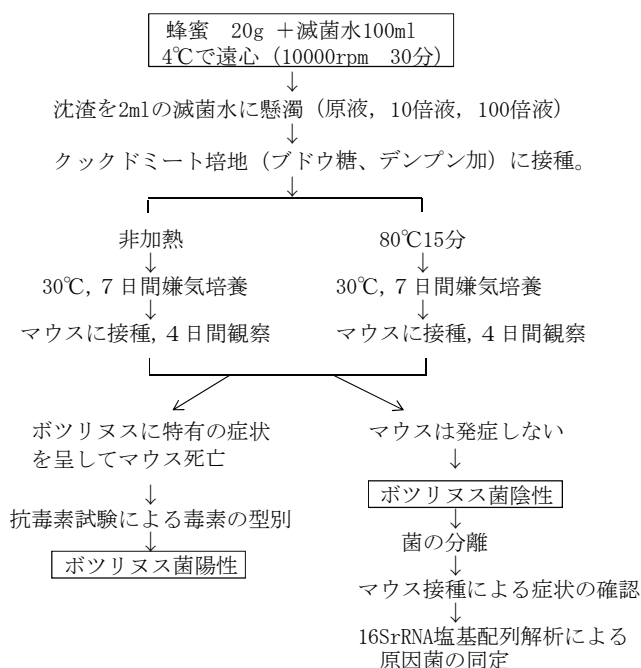 蜂蜜　20g ＋滅菌水100ml
4℃で遠心（10000rpm　30分）
↓
沈渣を2mlの滅菌水に懸濁（原液，10倍液，100倍液）
↓
クックドミート培地（ブドウ糖、デンプン加）に接種。
↓
非加熱
↓
30℃，７日間嫌気培養
↓
マウスに接種，４日間観察
80℃15分
↓
30℃，７日間嫌気培養
↓
マウスに接種，４日間観察
ボツリヌスに特有の症状
を呈してマウス死亡
↓
抗毒素試験による毒素の型別
↓
ボツリヌス菌陽性
マウスは発症しない
↓
ボツリヌス菌陰性
↓
菌の分離
↓
マウス接種による症状の確認
↓
16SrRNA塩基配列解析による
原因菌の同定